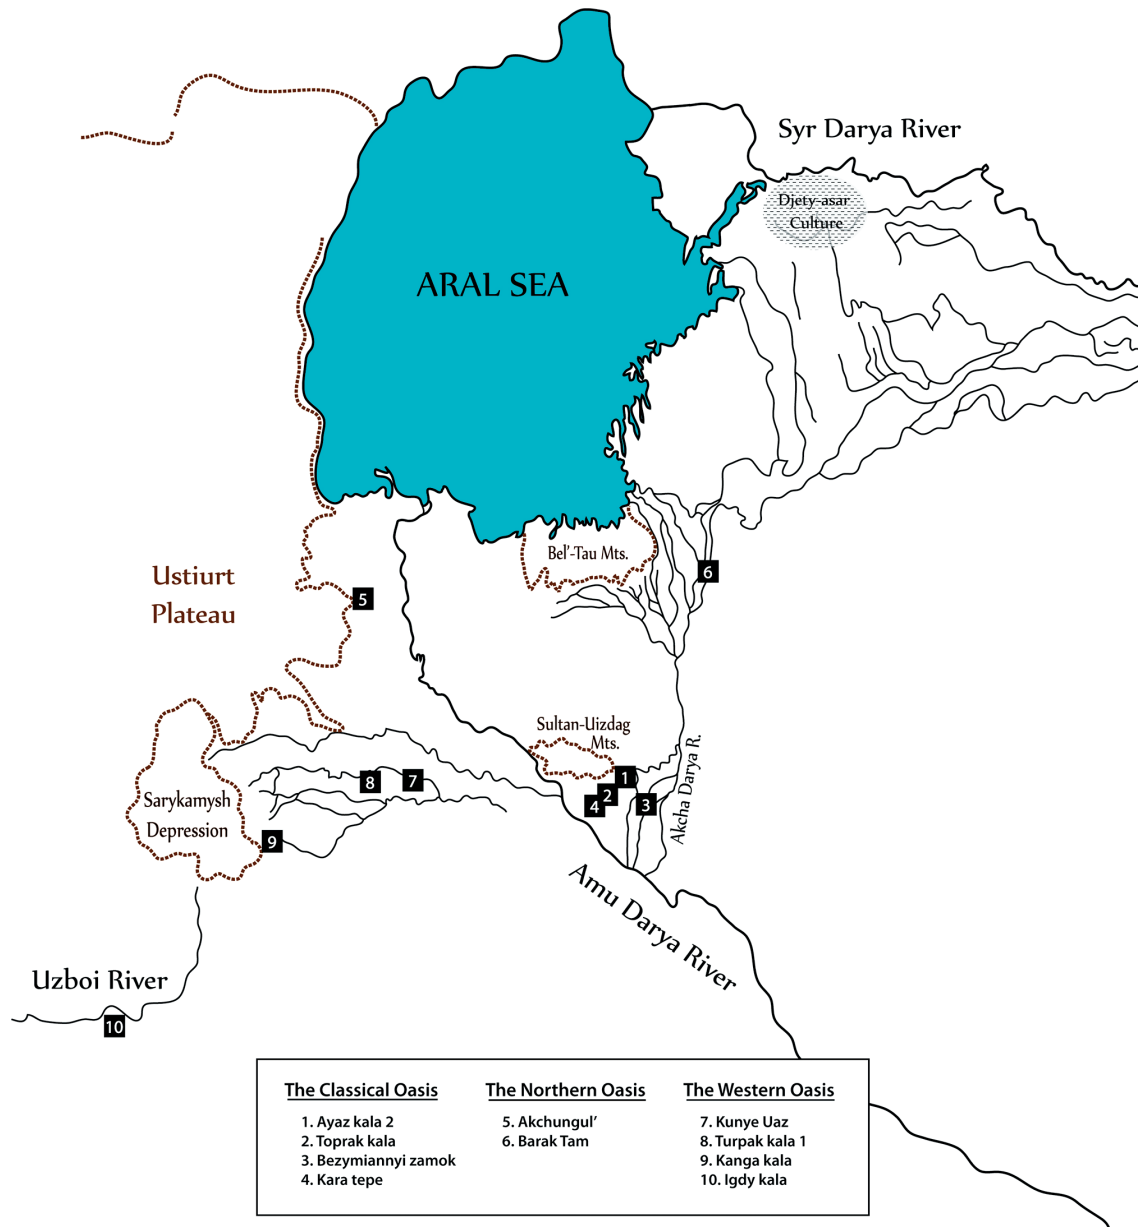 Syr Darya River
Djety-asar
Culture
ARAL SEA
Bel'-Tau Mts.
6
Ustiurt
Plateau
5
Sultan-Uizdag
Mts.
Akcha Darya R.
1
8
7
2
4
3
Sarykamysh
Depression
9
Amu Darya River
Uzboi River
10
The Classical Oasis
1. Ayaz kala 2
2. Toprak kala
3. Bezymiannyi zamok
4. Kara tepe
The Northern Oasis
5. Akchungul'
6. Barak Tam
The Western Oasis
7. Kunye Uaz
8. Turpak kala 1
9. Kanga kala
10. Igdy kala